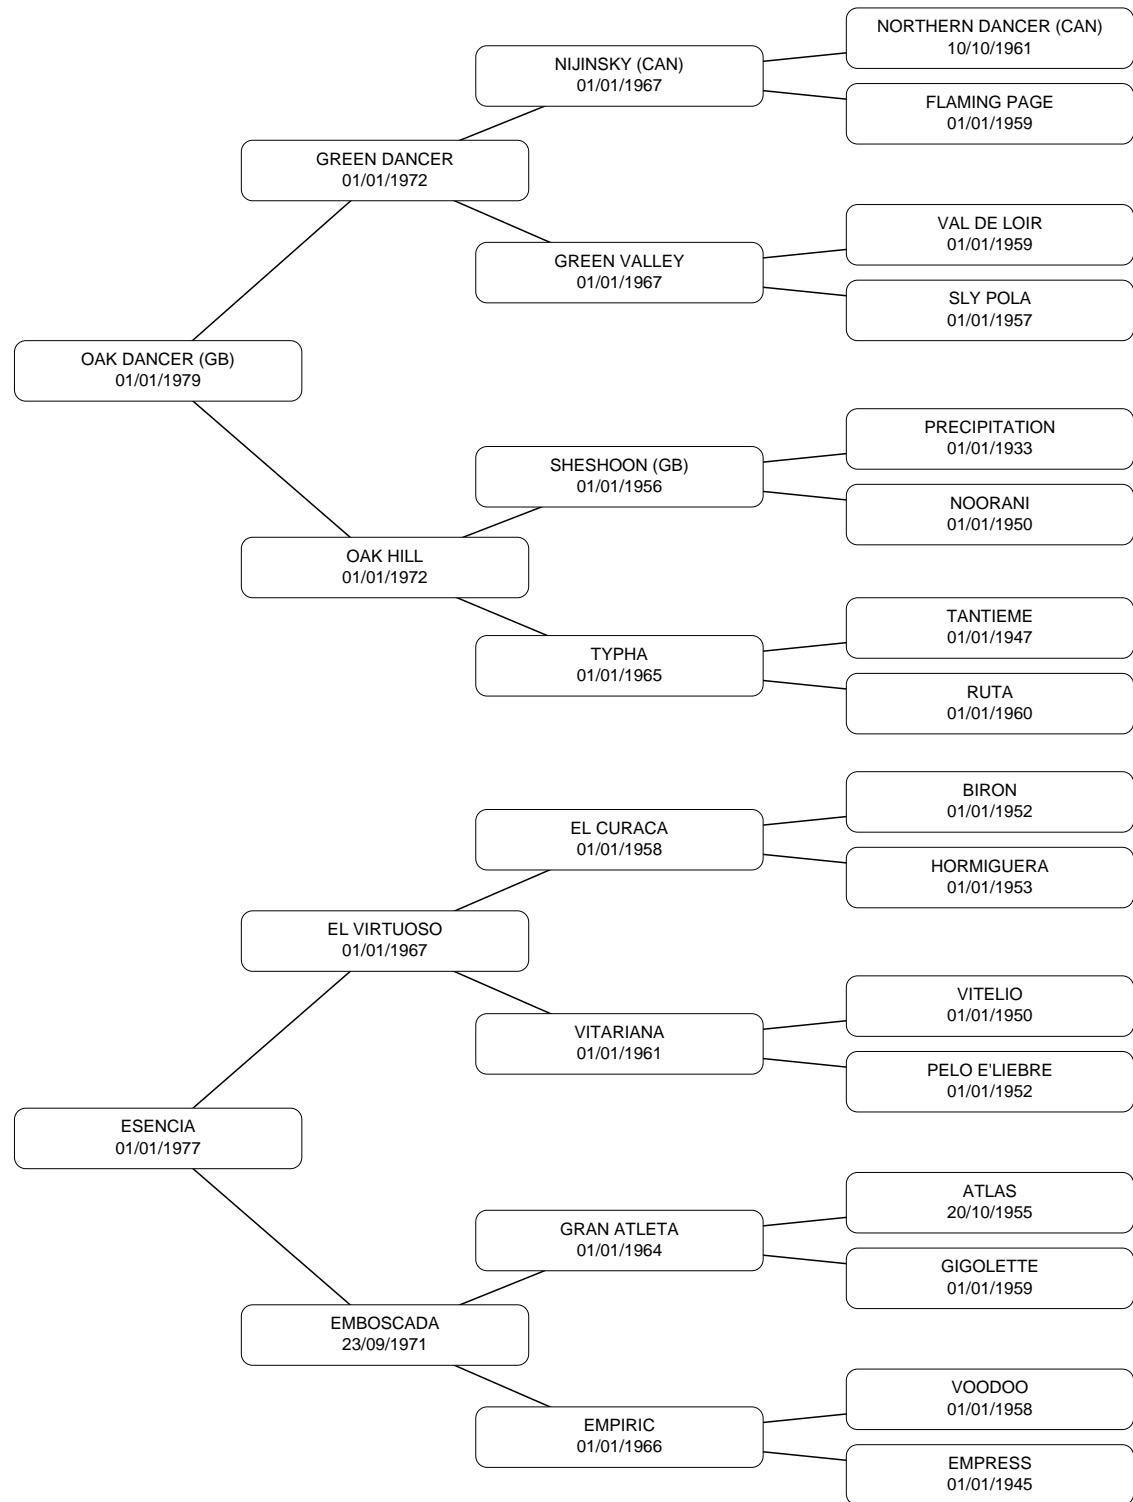 NORTHERN DANCER (CAN)
10/10/1961
NIJINSKY (CAN)
01/01/1967
FLAMING PAGE
01/01/1959
GREEN DANCER
01/01/1972
VAL DE LOIR
01/01/1959
GREEN VALLEY
01/01/1967
SLY POLA
01/01/1957
OAK DANCER (GB)
01/01/1979
PRECIPITATION
01/01/1933
SHESHOON (GB)
01/01/1956
NOORANI
01/01/1950
OAK HILL
01/01/1972
TANTIEME
01/01/1947
TYPHA
01/01/1965
RUTA
01/01/1960
BIRON
01/01/1952
EL CURACA
01/01/1958
HORMIGUERA
01/01/1953
EL VIRTUOSO
01/01/1967
VITELIO
01/01/1950
VITARIANA
01/01/1961
PELO E'LIEBRE
01/01/1952
ESENCIA
01/01/1977
ATLAS
20/10/1955
GRAN ATLETA
01/01/1964
GIGOLETTE
01/01/1959
EMBOSCADA
23/09/1971
VOODOO
01/01/1958
EMPIRIC
01/01/1966
EMPRESS
01/01/1945